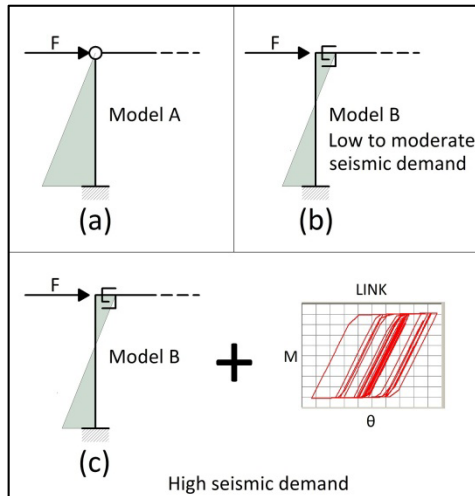 F
Model A
(a)
F
Model B
Low to moderate
seismic demand
(b)
F
Model B
(c)
LINK
M
θ
High seismic demand